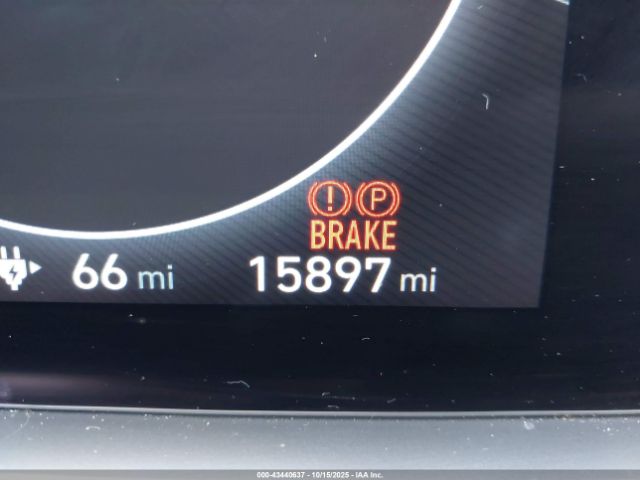 ! P
BRAKE
66 mi 15897 mi
000-43440637 - 10/15/2025 - IAA Inc.